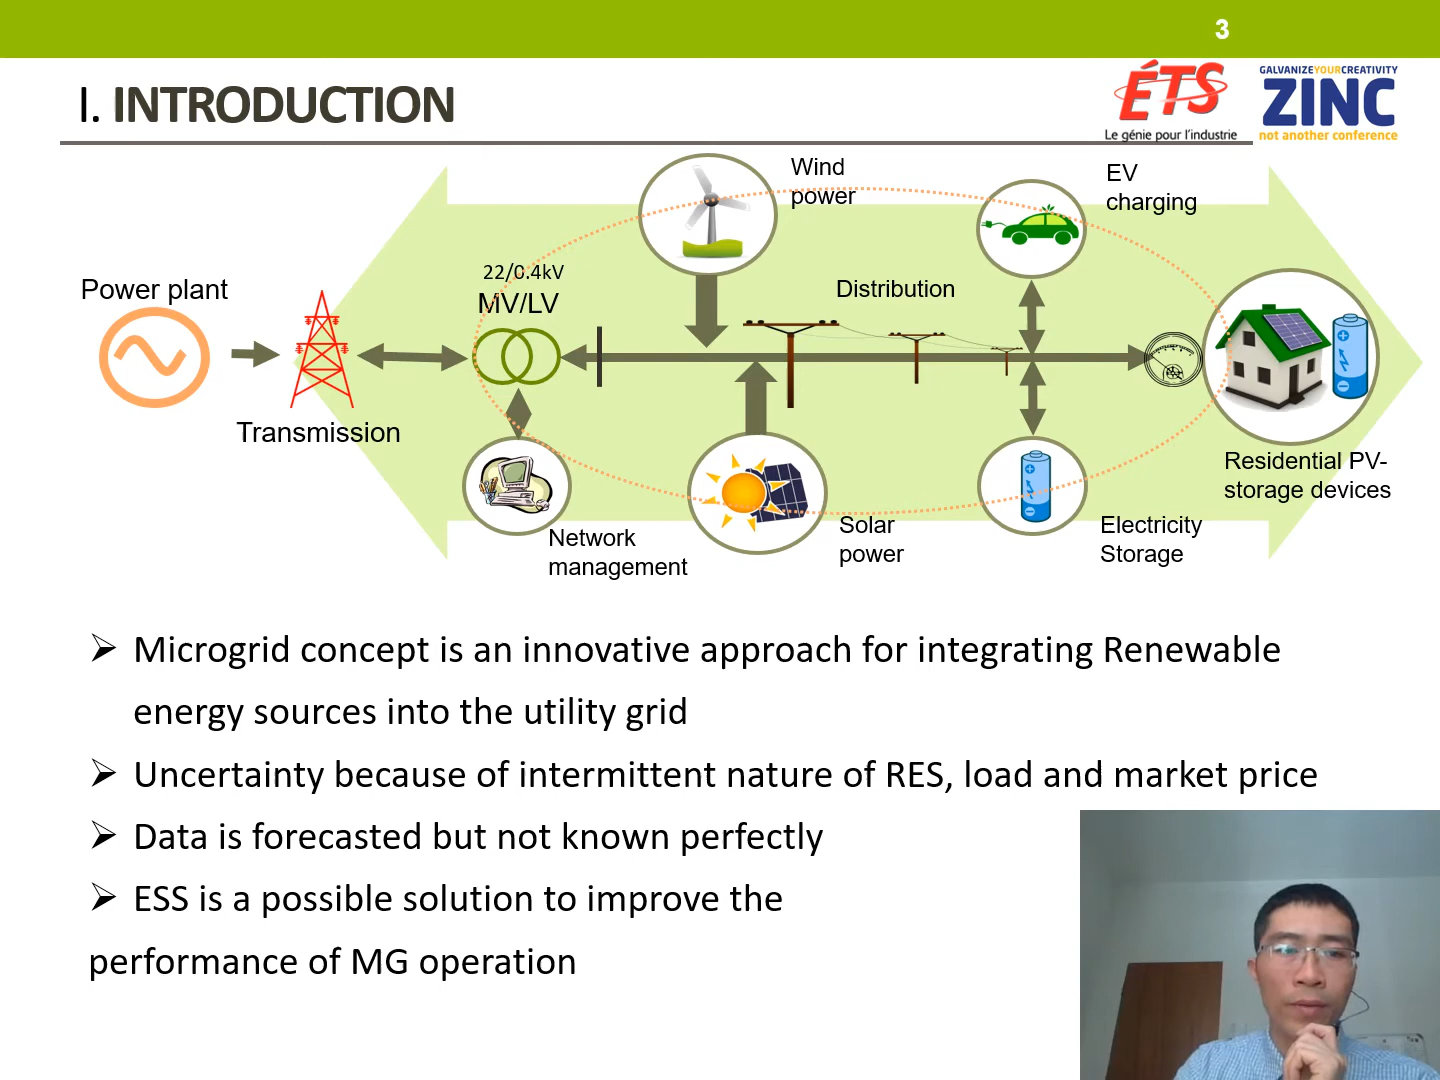 3
I. INTRODUCTION
ÉTS
Le génie pour l'industrie
GALVANIZEYOURCREATIVITY
ZINC
not another conference
Wind
power
EV
charging
Power plant
22/0.4kV
MV/LV
Distribution
Transmission
Residential PV-
storage devices
Network
management
Solar
power
Electricity
Storage
➢ Microgrid concept is an innovative approach for integrating Renewable
energy sources into the utility grid
➢ Uncertainty because of intermittent nature of RES, load and market price
➢ Data is forecasted but not known perfectly
➢ ESS is a possible solution to improve the
performance of MG operation